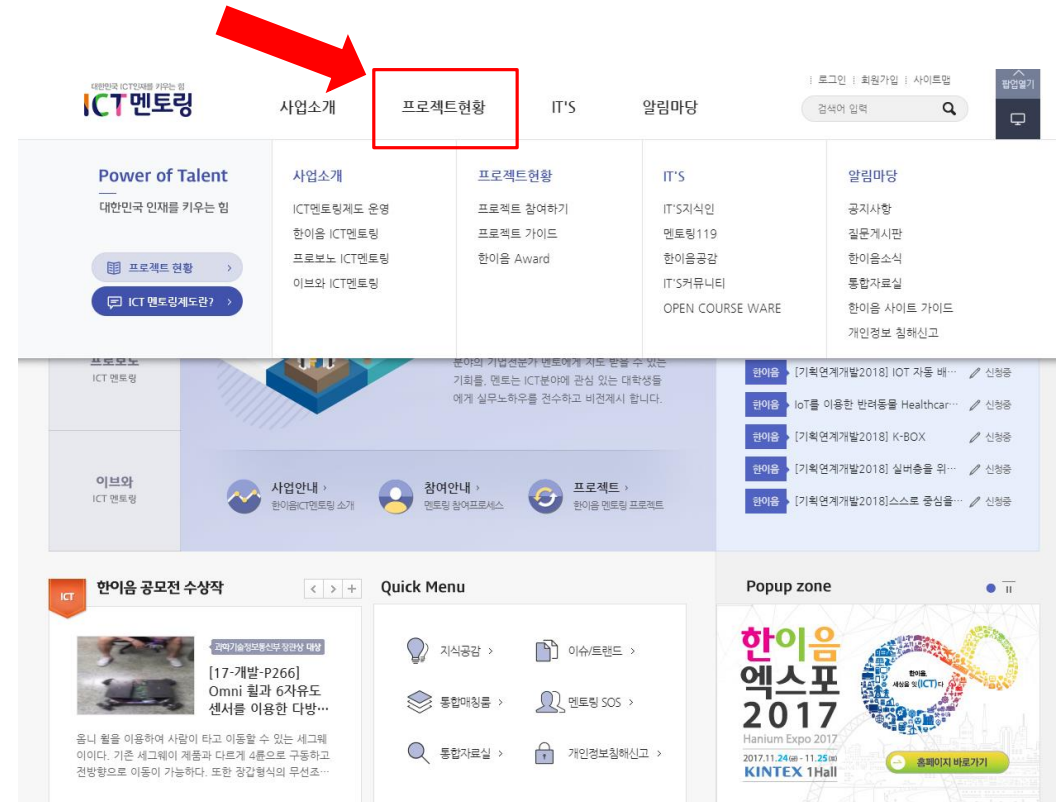 대한민국 ICT인재를 키우는 힘
ICT멘토링
사업소개
프로젝트현황
IT'S
알림마당
로그인 | 회원가입 | 사이트맵
검색어 입력
팝업열기
Power of Talent
대한민국 인재를 키우는 힘
프로젝트 현황 >
ICT 멘토링제도란? >
사업소개
ICT멘토링제도 운영
한이음 ICT멘토링
프로보노 ICT멘토링
이브와 ICT멘토링
프로젝트현황
프로젝트 참여하기
프로젝트 가이드
한이음 Award
IT'S
IT'S지식인
멘토링119
한이음공감
IT'S커뮤니티
OPEN COURSE WARE
알림마당
공지사항
질문게시판
한이음소식
통합자료실
한이음 사이트 가이드
개인정보 침해신고
프로보노
ICT 멘토링
이브와
ICT 멘토링
분야의 기업전문가 멘토에게 지도 받을 수 있는
기회를, 멘토는 ICT분야에 관심 있는 대학생들
에게 실무노하우를 전수하고 비전제시 합니다.
사업안내 >
한이음ICT멘토링 소개
참여안내 >
멘토링 참여프로세스
프로젝트 >
한이음 멘토링 프로젝트
한이음 [기획연계개발2018] IOT 자동 배··· 신청중
한이음 IoT를 이용한 반려동물 Healthcar··· 신청중
한이음 [기획연계개발2018] K-BOX 신청중
한이음 [기획연계개발2018] 실버층을 위··· 신청중
한이음 [기획연계개발2018]스스로 중심을··· 신청중
ICT
한이음 공모전 수상작
< > +
과학기술정보통신부 장관상 대상
[17-개발-P266]
Omni 휠과 6자유도
센서를 이용한 다방···
옴니 휠을 이용하여 사람이 타고 이동할 수 있는 세그웨
이이다. 기존 세그웨이 제품과 다르게 4륜으로 구동하고
전방향으로 이동이 가능하다. 또한 장갑형식의 무선조···
Quick Menu
지식공감 >
이슈/트랜드 >
통합매칭룸 >
멘토링 SOS >
통합자료실 >
개인정보침해신고 >
Popup zone
한이음
엑스포
2017
Hanium Expo 2017
2017.11.24(금) - 11.25(토)
KINTEX 1Hall
한이음,
세상을 잇(ICT)다
홈페이지 바로가기